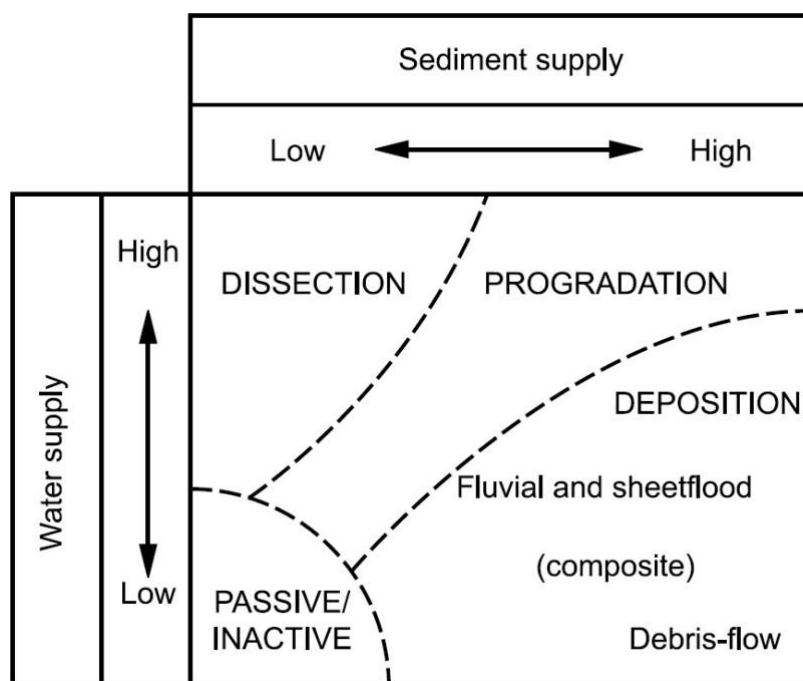 Sediment supply
Low
High
Water supply
High
Low
DISSECTION
PROGRADATION
DEPOSITION
Fluvial and sheetflood
(composite)
Debris-flow
PASSIVE/
INACTIVE